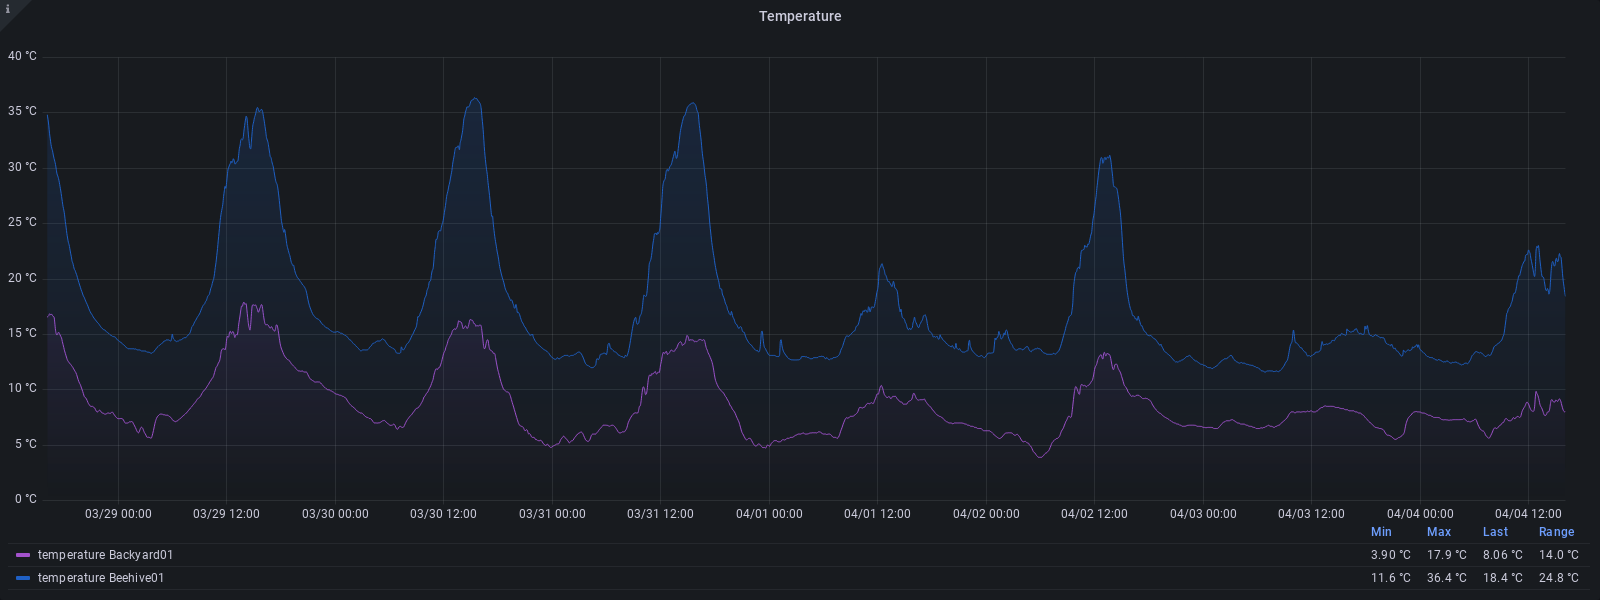 i
Temperature
40 °C
35 °C
30 °C
25 °C
20 °C
15 °C
10 °C
5 °C
0 °C
03/29 00:00 03/29 12:00 03/30 00:00 03/30 12:00 03/31 00:00 03/31 12:00 04/01 00:00 04/01 12:00 04/02 00:00 04/02 12:00 04/03 00:00 04/03 12:00 04/04 00:00 04/04 12:00
Min Max Last Range
temperature Backyard01 3.90 °C 17.9 °C 8.06 °C 14.0 °C
temperature Beehive01 11.6 °C 36.4 °C 18.4 °C 24.8 °C